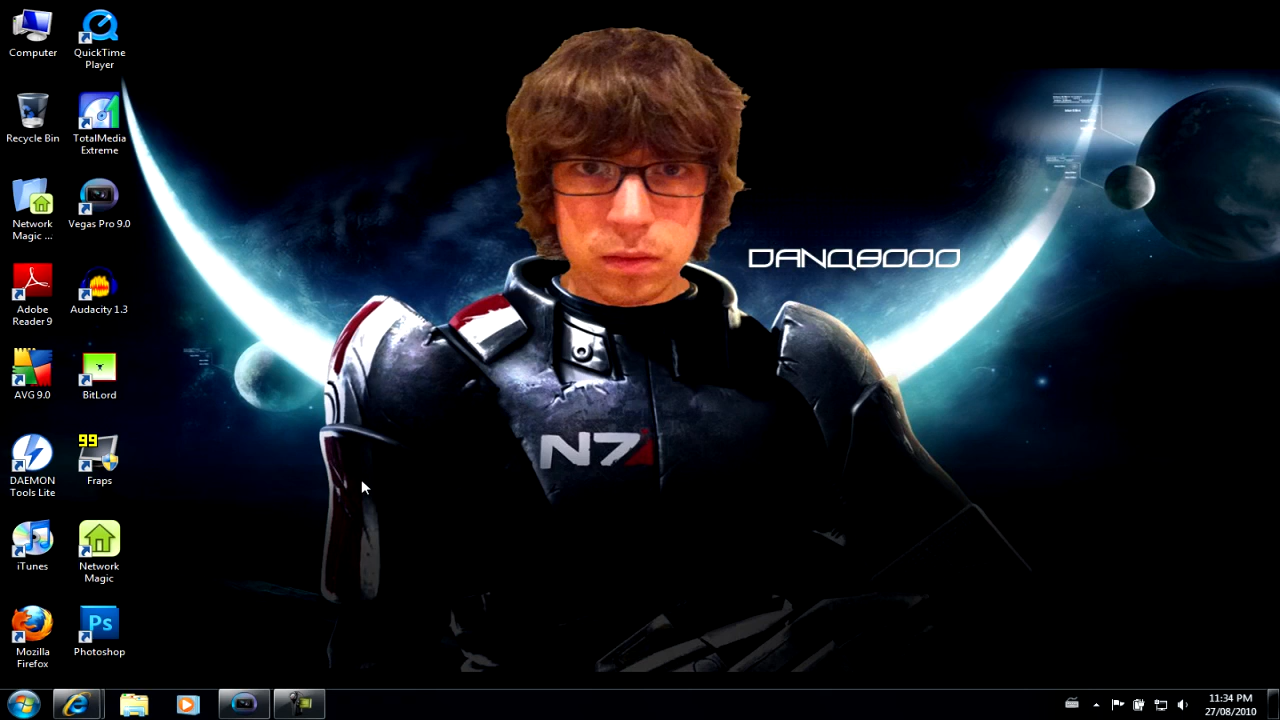 Computer
QuickTime
Player
Recycle Bin
TotalMedia
Extreme
Network
Magic ...
Vegas Pro 9.0
Adobe
Reader 9
Audacity 1.3
AVG 9.0
BitLord
DAEMON
Tools Lite
99
Fraps
iTunes
Network
Magic
Mozilla
Firefox
Ps
Photoshop
DANQ8000
N7
11:34 PM
27/08/2010